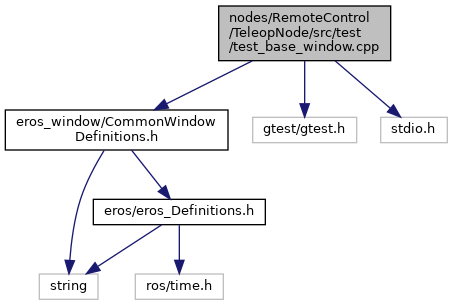 nodes/RemoteControl
/TeleopNode/src/test
/test_base_window.cpp
eros_window/CommonWindow
Definitions.h
gtest/gtest.h
stdio.h
eros/eros_Definitions.h
string
ros/time.h